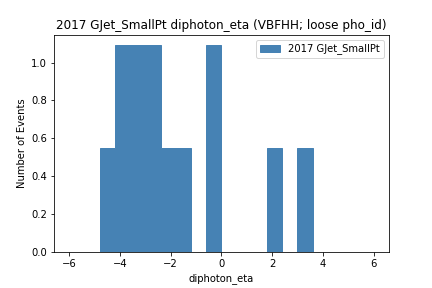 2017 GJet_SmallPt diphoton_eta (VBFHH; loose pho_id)
2017 GJet_SmallPt
Number of Events
1.0
0.8
0.6
0.4
0.2
0.0
−6 −4 −2 0 2 4 6
diphoton_eta